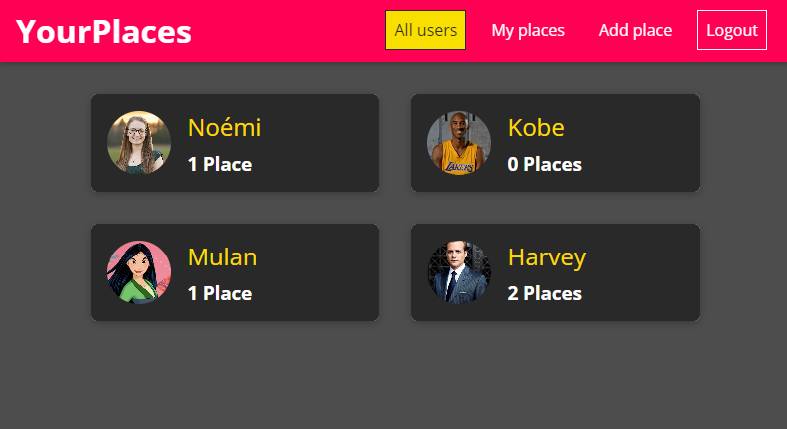 YourPlaces
All users
My places
Add place
Logout
Noémi
1 Place
Kobe
LAKERS
0 Places
Mulan
1 Place
Harvey
2 Places